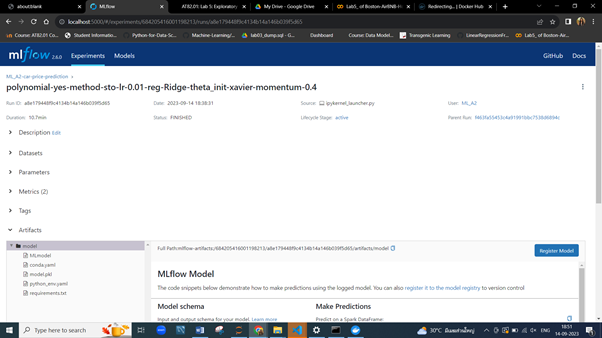 about:blank
MLflow
AT82.01: Lab 5: Exploratory
My Drive - Google Drive
Lab5_ of Boston-AirBNB-H
Redirecting... | Docker Hub
localhost:5000/#/experiments/684205416001198213/runs/a8e179448f9c4134b14a146b039f5d65
Course: AT82.01 Co
Student Informatio...
Python-for-Data-Sc...
Machine-Learning/...
lab03_dump.sql - G...
Dashboard
Course: Data Model...
Transgenic Learning
LinearRegressionFr...
Lab5_ of Boston-Air...
mlflow 2.6.0 Experiments Models GitHub Docs
ML_A2-car-price-prediction >
polynomial-yes-method-sto-lr-0.01-reg-Ridge-theta_init-xavier-momentum-0.4
Run ID: a8e179448f9c4134b14a146b039f5d65 Date: 2023-09-14 18:38:31 Source: ipykernel_launcher.py User: ML_A2
Duration: 10.7min Status: FINISHED Lifecycle Stage: active Parent Run:
Description Edit
Datasets
Parameters
Metrics (2)
Tags
Artifacts
model
MLmodel
conda.yaml
model.pkl
python_env.yaml
requirements.txt
Full Path:mlflow-artifacts:/684205416001198213/a8e179448f9c4134b14a146b039f5d65/artifacts/model
Register Model
MLflow Model
The code snippets below demonstrate how to make predictions using the logged model. You can also register it to the model registry to version control
Model schema
Input and output schema for your model. Learn more
Make Predictions
Predict on a Spark DataFrame:
Type here to search
30°C
ENG
18:51
14-09-2023